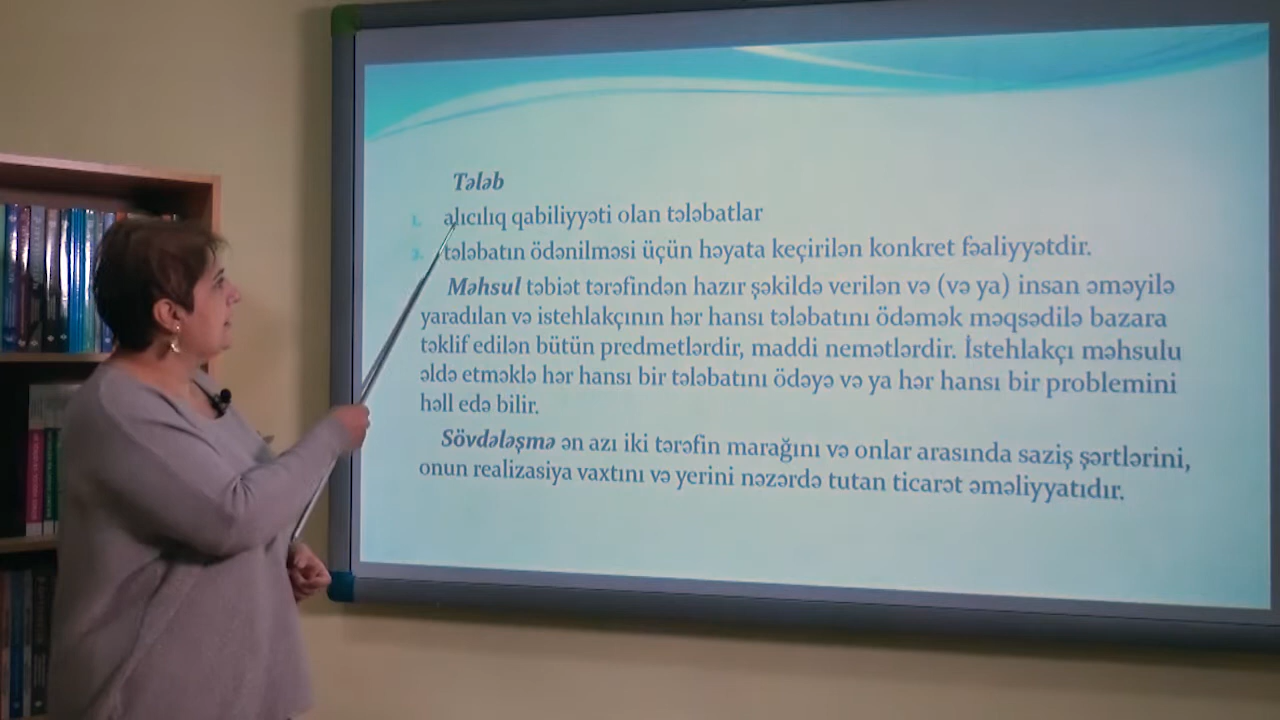 Tələb
1. alıcılıq qabiliyyəti olan tələbatlar
2. tələbatın ödənilməsi üçün həyata keçirilən konkret fəaliyyətdir.
Məhsul təbiət tərəfindən hazır şəkildə verilən və (və ya) insan əməyilə
yaradılan və istehlakçının hər hansı tələbatını ödəmək məqsədilə bazara
təklif edilən bütün predmetlərdir, maddi nemətlərdir. İstehlakçı məhsulu
əldə etməklə hər hansı bir tələbatını ödəyə və ya hər hansı bir problemini
həll edə bilir.
Sövdələşmə ən azı iki tərəfin marağını və onlar arasında saziş şərtlərini,
onun realizasiya vaxtını və yerini nəzərdə tutan ticarət əməliyyatıdır.